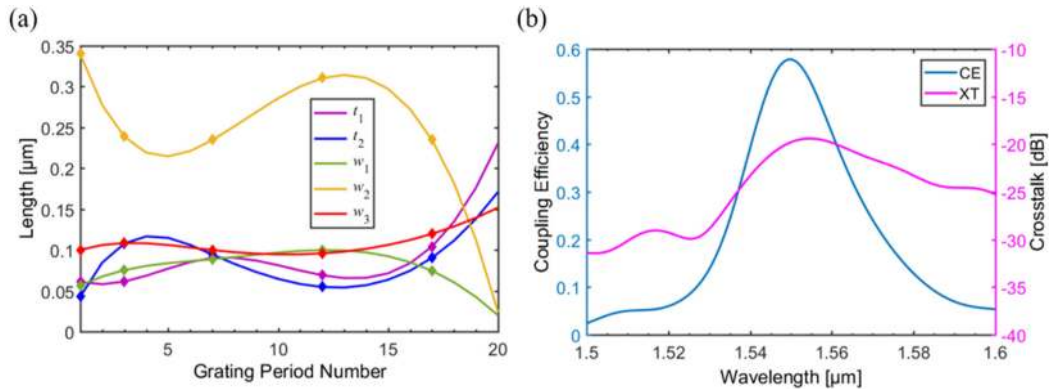 (a)
0.35
0.3
0.25
0.2
0.15
0.1
0.05
0
Length [μm]
t1
t2
w1
w2
w3
5
10
15
20
Grating Period Number
(b)
0.6
0.5
0.4
0.3
0.2
0.1
0
Coupling Efficiency
CE
XT
-10
-15
-20
-25
-30
-35
-40
Crosstalk [dB]
1.5
1.52
1.54
1.56
1.58
1.6
Wavelength [μm]